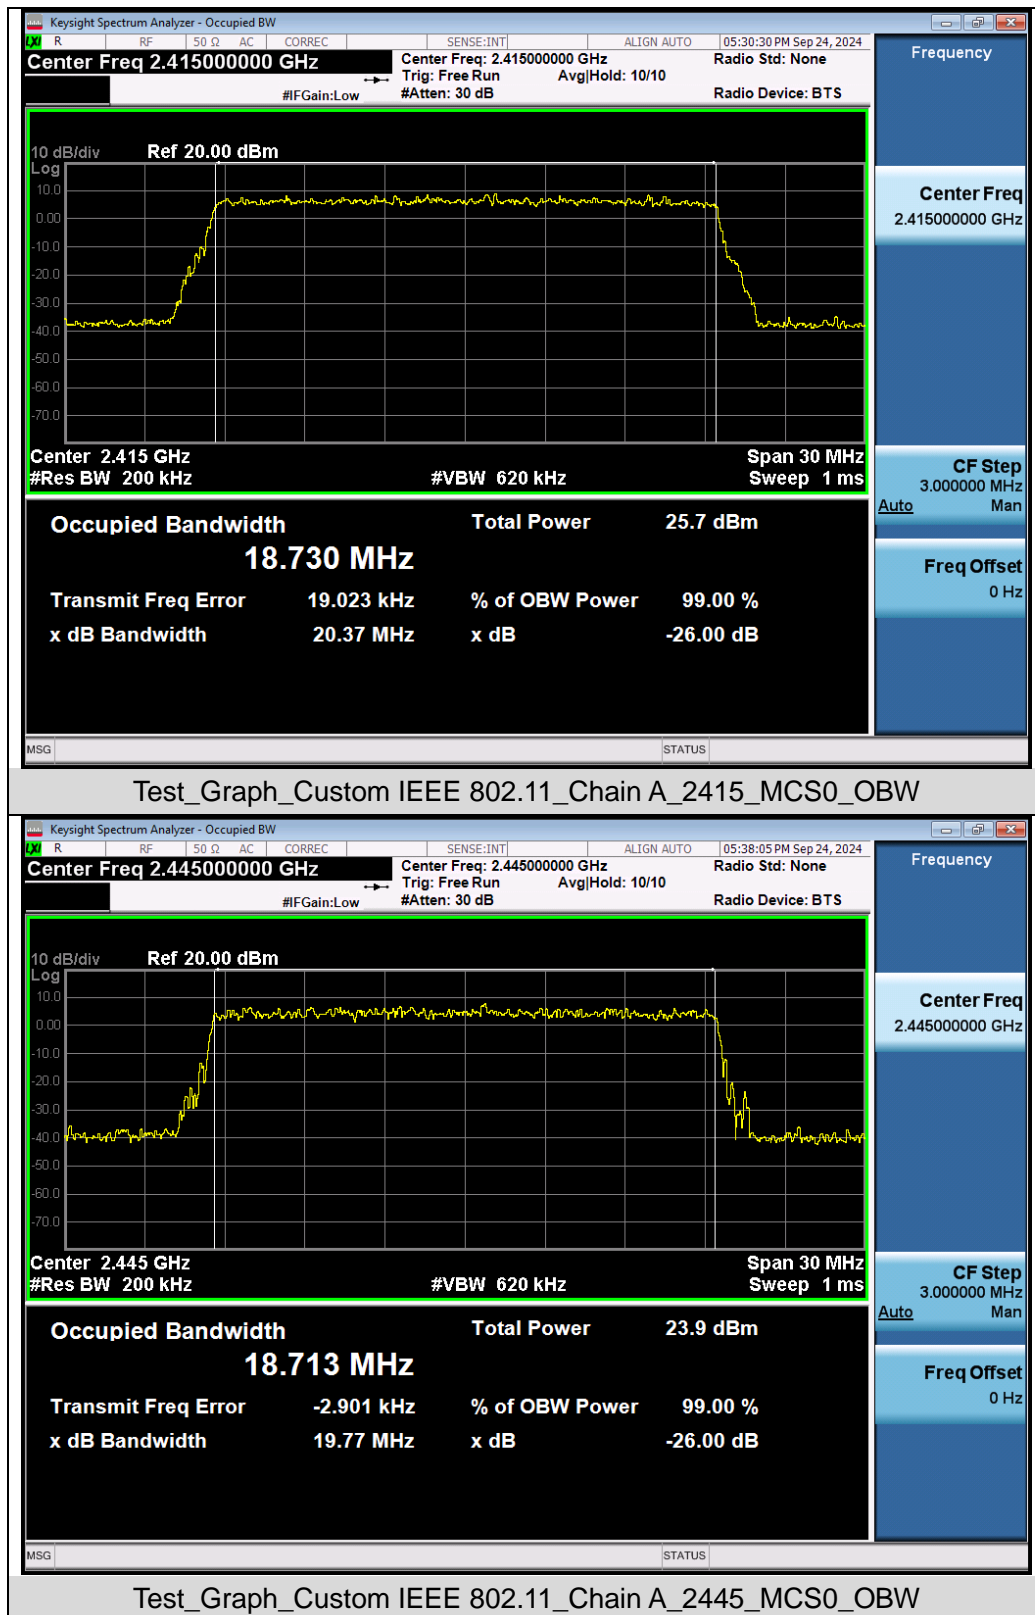 Keysight Spectrum Analyzer - Occupied BW
LXI R RF 50 Ω AC CORREC SENSE:INT ALIGN AUTO 05:30:30 PM Sep 24, 2024
Center Freq 2.415000000 GHz
Center Freq: 2.415000000 GHz Radio Std: None
Trig: Free Run Avg|Hold: 10/10
#IFGain:Low #Atten: 30 dB Radio Device: BTS
Frequency
10 dB/div Ref 20.00 dBm
Log
10.0
0.00
-10.0
-20.0
-30.0
-40.0
-50.0
-60.0
-70.0
Center 2.415 GHz Span 30 MHz
#Res BW 200 kHz #VBW 620 kHz Sweep 1 ms
Center Freq
2.415000000 GHz
CF Step
3.000000 MHz
Auto Man
Freq Offset
0 Hz
Occupied Bandwidth Total Power 25.7 dBm
18.730 MHz
Transmit Freq Error 19.023 kHz % of OBW Power 99.00 %
x dB Bandwidth 20.37 MHz x dB -26.00 dB
MSG STATUS
Test_Graph_Custom IEEE 802.11_Chain A_2415_MCS0_OBW
Keysight Spectrum Analyzer - Occupied BW
LXI R RF 50 Ω AC CORREC SENSE:INT ALIGN AUTO 05:38:05 PM Sep 24, 2024
Center Freq 2.445000000 GHz
Center Freq: 2.445000000 GHz Radio Std: None
Trig: Free Run Avg|Hold: 10/10
#IFGain:Low #Atten: 30 dB Radio Device: BTS
Frequency
10 dB/div Ref 20.00 dBm
Log
10.0
0.00
-10.0
-20.0
-30.0
-40.0
-50.0
-60.0
-70.0
Center 2.445 GHz Span 30 MHz
#Res BW 200 kHz #VBW 620 kHz Sweep 1 ms
Center Freq
2.445000000 GHz
CF Step
3.000000 MHz
Auto Man
Freq Offset
0 Hz
Occupied Bandwidth Total Power 23.9 dBm
18.713 MHz
Transmit Freq Error -2.901 kHz % of OBW Power 99.00 %
x dB Bandwidth 19.77 MHz x dB -26.00 dB
MSG STATUS
Test_Graph_Custom IEEE 802.11_Chain A_2445_MCS0_OBW